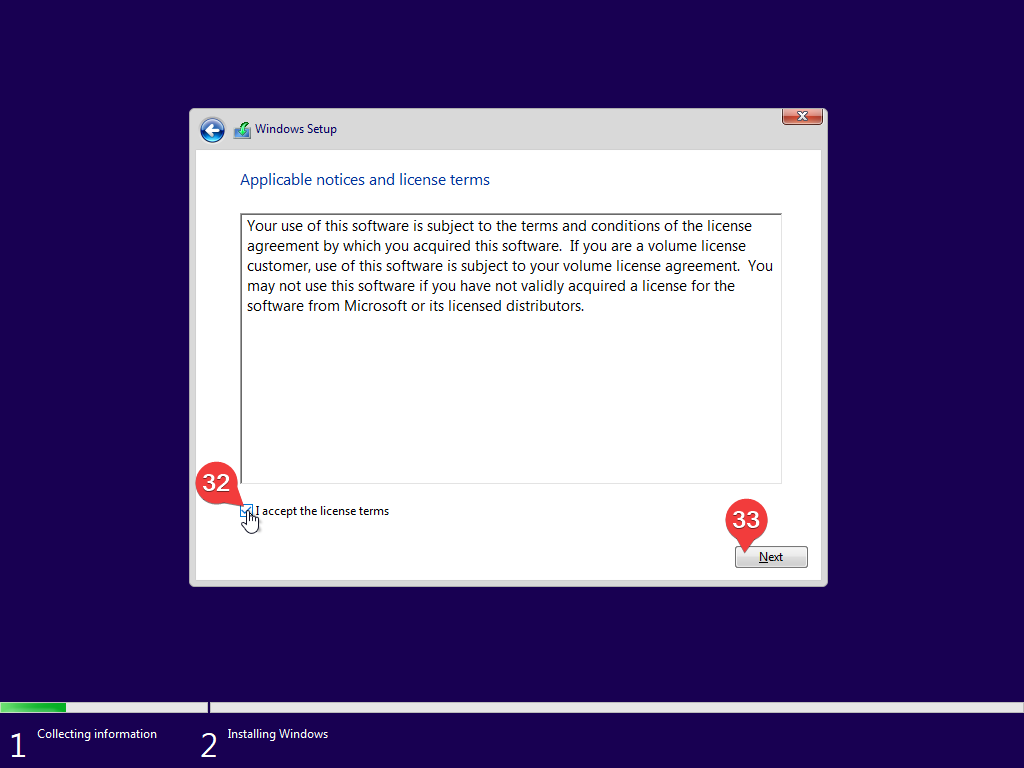 Windows Setup
Applicable notices and license terms
Your use of this software is subject to the terms and conditions of the license
agreement by which you acquired this software.  If you are a volume license
customer, use of this software is subject to your volume license agreement.  You
may not use this software if you have not validly acquired a license for the
software from Microsoft or its licensed distributors.
32
I accept the license terms
33
Next
1 Collecting information
2 Installing Windows